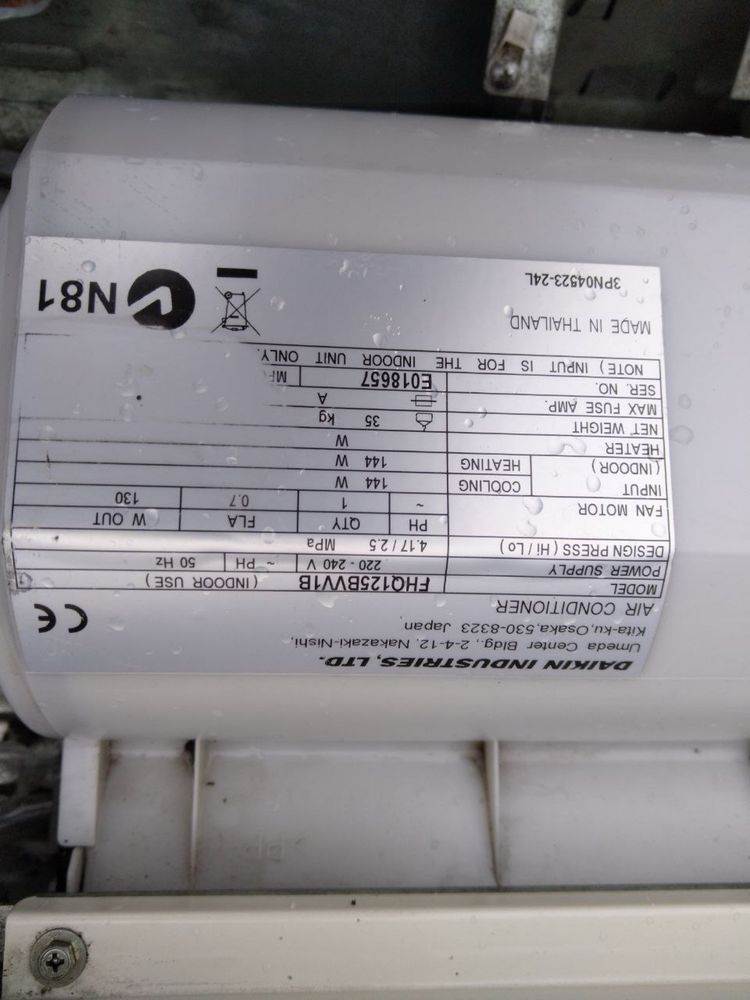 DAIKIN INDUSTRIES, LTD.
Umeda Center Bldg., 2-4-12, Nakazaki-Nishi,
Kita-ku, Osaka, 530-8323 Japan
AIR CONDITIONER
CE
MODEL FHQ125BVV1B (INDOOR USE)
POWER SUPPLY 220 - 240 V ~ PH 50 Hz
DESIGN PRESS (Hi / Lo) 4.17 / 2.5 MPa
FAN MOTOR PH QTY FLA W OUT
~ 1 0.7 130
INPUT (INDOOR) COOLING 144 W
HEATING 144 W
HEATER W
NET WEIGHT 35 kg
MAX FUSE AMP. A
SER. NO. E018657
NOTE) INPUT IS FOR THE INDOOR UNIT ONLY.
MADE IN THAILAND
3PN04523-24L
N81